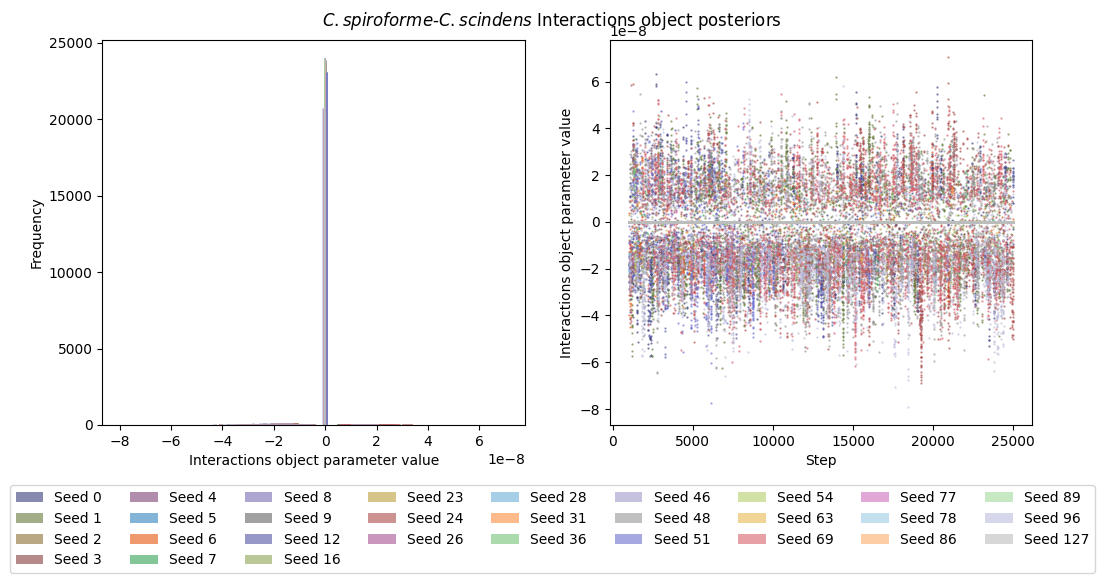 C. spiroforme-C. scindens Interactions object posteriors
25000
20000
15000
10000
5000
0
Frequency
−8 −6 −4 −2 0 2 4 6
1e−8
Interactions object parameter value
1e−8
6
4
2
0
−2
−4
−6
−8
Interactions object parameter value
0 5000 10000 15000 20000 25000
Step
Seed 0 Seed 4 Seed 8 Seed 23 Seed 28 Seed 46 Seed 54 Seed 77 Seed 89
Seed 1 Seed 5 Seed 9 Seed 24 Seed 31 Seed 48 Seed 63 Seed 78 Seed 96
Seed 2 Seed 6 Seed 12 Seed 26 Seed 36 Seed 51 Seed 69 Seed 86 Seed 127
Seed 3 Seed 7 Seed 16